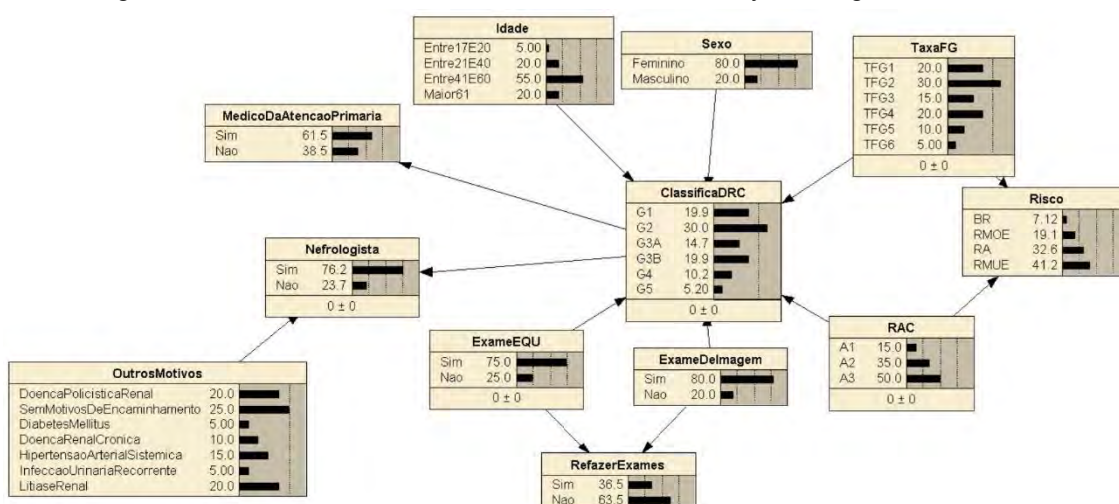 Idade
Entre17E20 5.00
Entre21E40 20.0
Entre41E60 55.0
Maior61 20.0
Sexo
Feminino 80.0
Masculino 20.0
TaxaFG
TFG1 20.0
TFG2 30.0
TFG3 15.0
TFG4 20.0
TFG5 10.0
TFG6 5.00
0 ± 0
MedicoDaAtencaoPrimaria
Sim 61.5
Nao 38.5
ClassificaDRC
G1 19.9
G2 30.0
G3A 14.7
G3B 19.9
G4 10.2
G5 5.20
0 ± 0
Risco
BR 7.12
RMOE 19.1
RA 32.6
RMUE 41.2
Nefrologista
Sim 76.2
Nao 23.7
0 ± 0
RAC
A1 15.0
A2 35.0
A3 50.0
0 ± 0
ExameEQU
Sim 75.0
Nao 25.0
0 ± 0
ExameDeImagem
Sim 80.0
Nao 20.0
OutrosMotivos
DoencaPolicisticaRenal 20.0
SemMotivosDeEncaminhamento 25.0
DiabetesMellitus 5.00
DoencaRenalCronica 10.0
HipertensaoArterialSistemica 15.0
InfeccaoUrinariaRecorrente 5.00
LitiaseRenal 20.0
RefazerExames
Sim 36.5
Nao 63.5